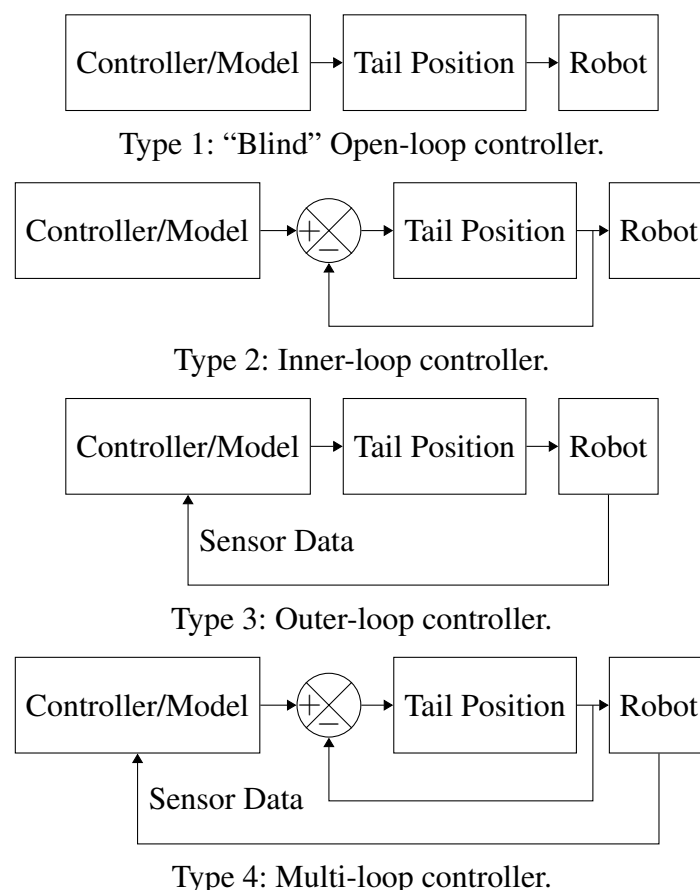 Controller/Model Tail Position Robot
Type 1: “Blind” Open-loop controller.
Controller/Model + − Tail Position Robot
Type 2: Inner-loop controller.
Controller/Model Tail Position Robot
Sensor Data
Type 3: Outer-loop controller.
Controller/Model + − Tail Position Robot
Sensor Data
Type 4: Multi-loop controller.